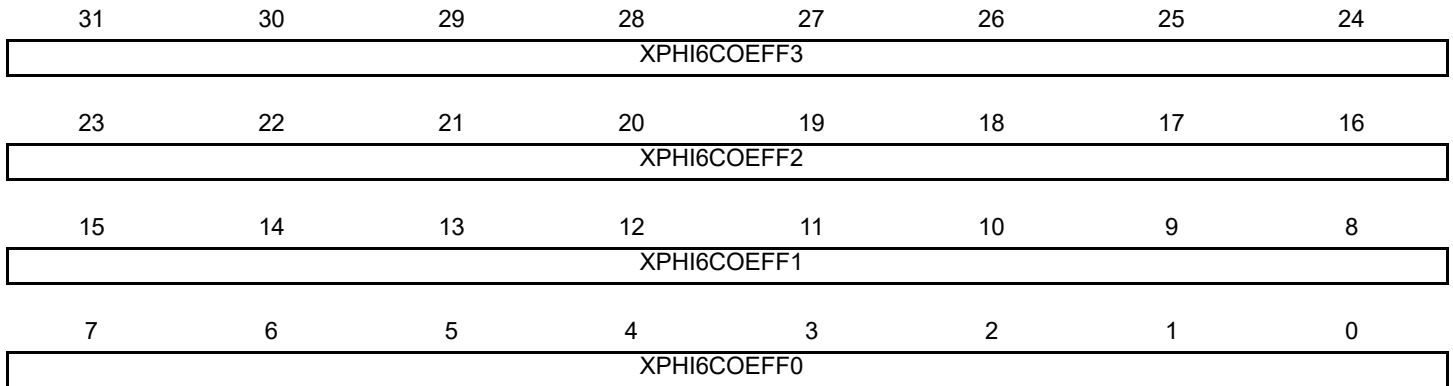 31 30 29 28 27 26 25 24
XPHI6COEFF3
23 22 21 20 19 18 17 16
XPHI6COEFF2
15 14 13 12 11 10 9 8
XPHI6COEFF1
7 6 5 4 3 2 1 0
XPHI6COEFF0